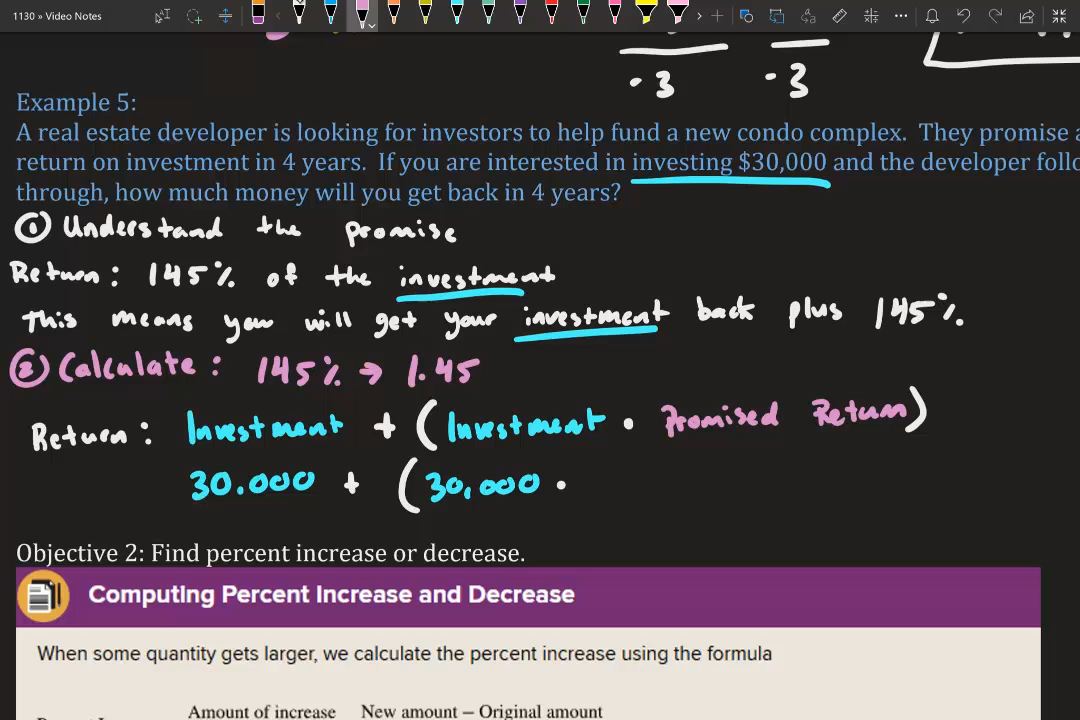 1130 » Video Notes
·3 ·3
Example 5:
A real estate developer is looking for investors to help fund a new condo complex. They promise a
return on investment in 4 years. If you are interested in investing $30,000 and the developer follo
through, how much money will you get back in 4 years?
① Understand the promise
Return: 145% of the investment
This means you will get your investment back plus 145%.
② Calculate: 145% → 1.45
Return: Investment + (Investment · Promised Return)
30.000 + (30,000 ·
Objective 2: Find percent increase or decrease.
Computing Percent Increase and Decrease
When some quantity gets larger, we calculate the percent increase using the formula
Amount of increase New amount – Original amount